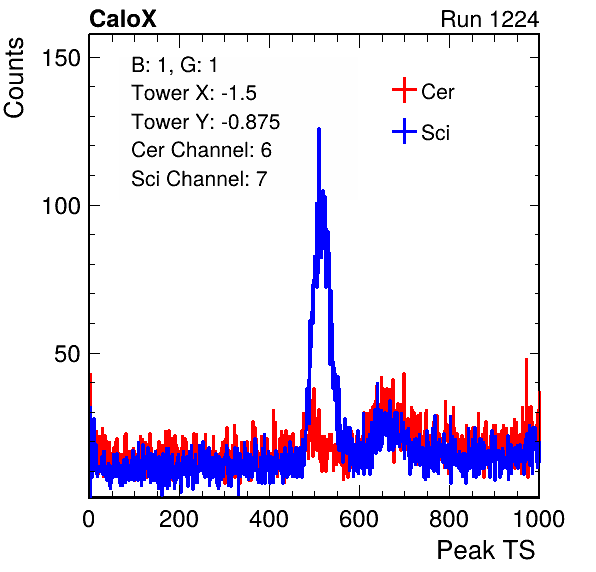 CaloX Run 1224
Counts
150
100
50
B: 1, G: 1
Tower X: -1.5
Tower Y: -0.875
Cer Channel: 6
Sci Channel: 7
Cer
Sci
0 200 400 600 800 1000
Peak TS